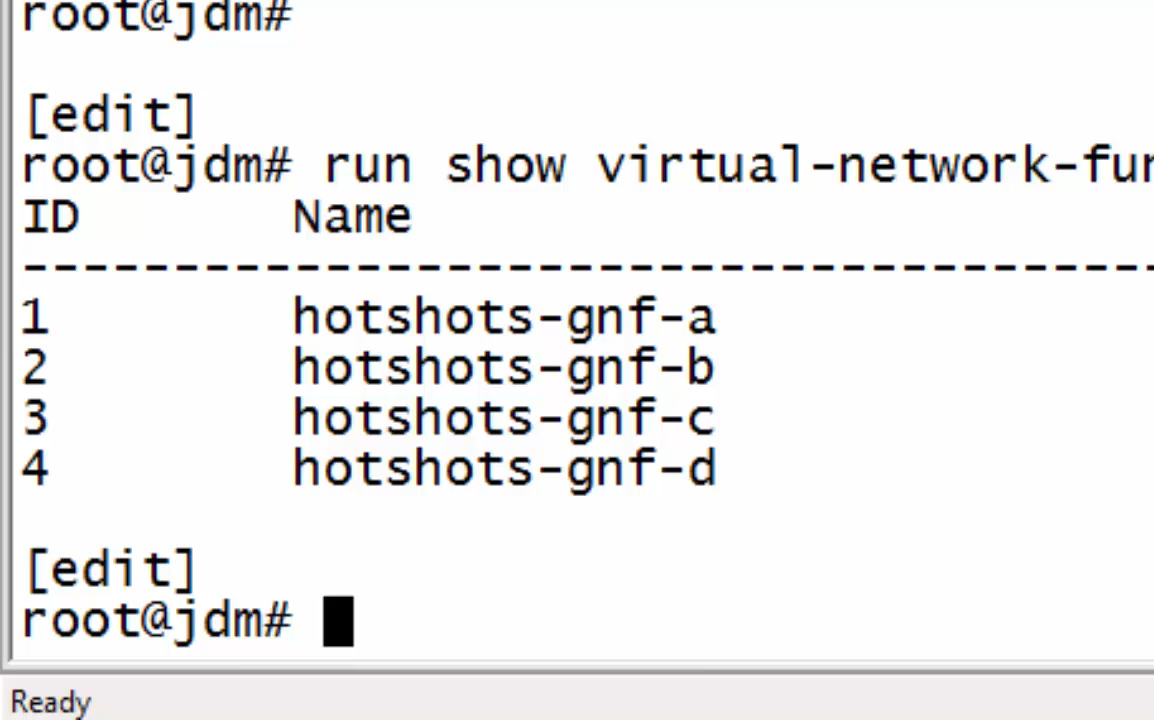 root@jdm#
[edit]
root@jdm# run show virtual-network-fun
ID Name
--------------------------------------
1 hotshots-gnf-a
2 hotshots-gnf-b
3 hotshots-gnf-c
4 hotshots-gnf-d
[edit]
root@jdm#
Ready